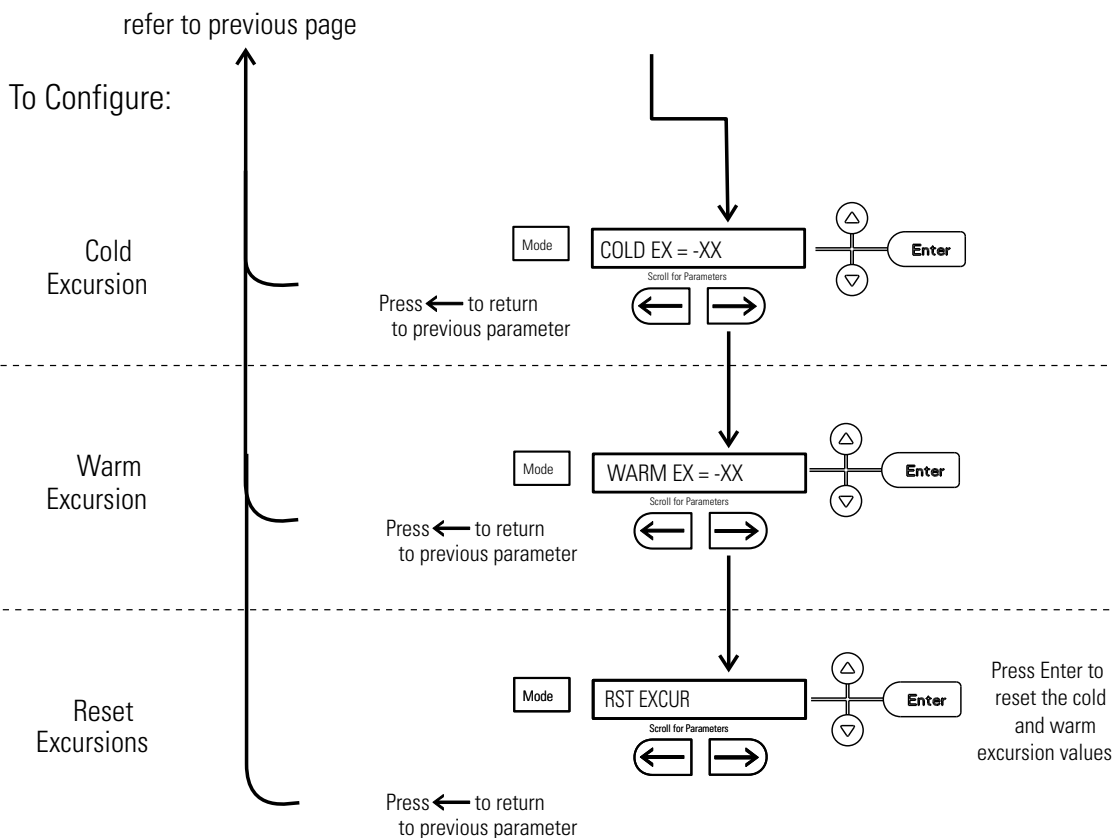 refer to previous page
To Configure:
Cold
Excursion
Mode
COLD EX = -XX
Enter
Scroll for Parameters
Press ← to return
to previous parameter
Warm
Excursion
Mode
WARM EX = -XX
Enter
Scroll for Parameters
Press ← to return
to previous parameter
Reset
Excursions
Mode
RST EXCUR
Enter
Scroll for Parameters
Press Enter to
reset the cold
and warm
excursion values
Press ← to return
to previous parameter